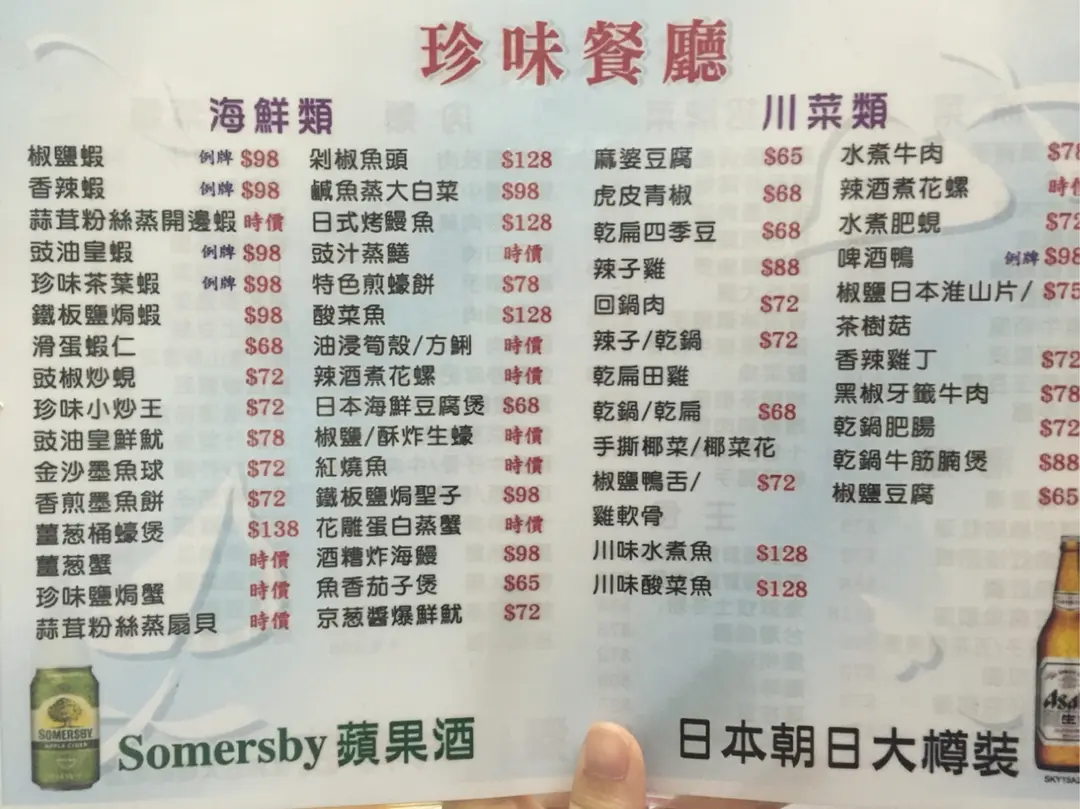 珍味餐廳
海鮮類
椒鹽蝦 例牌 $98
香辣蝦 例牌 $98
蒜茸粉絲蒸開邊蝦 時價
豉油皇蝦 例牌 $98
珍味茶葉蝦 例牌 $98
鐵板鹽焗蝦 $98
滑蛋蝦仁 $68
豉椒炒蜆 $72
珍味小炒王 $72
豉油皇鮮魷 $78
金沙墨魚球 $72
香煎墨魚餅 $72
薑葱桶蠔煲 $138
薑葱蟹 時價
珍味鹽焗蟹 時價
蒜茸粉絲蒸扇貝 時價
剁椒魚頭 $128
鹹魚蒸大白菜 $98
日式烤鰻魚 $128
豉汁蒸鱔 時價
特色煎蠔餅 $78
酸菜魚 $128
油浸筍殼/方鯏 時價
辣酒煮花螺 時價
日本海鮮豆腐煲 $68
椒鹽/酥炸生蠔 時價
紅燒魚 時價
鐵板鹽焗聖子 $98
花雕蛋白蒸蟹 時價
酒糟炸海鰻 $98
魚香茄子煲 $65
京葱醬爆鮮魷 $72
川菜類
麻婆豆腐 $65
虎皮青椒 $68
乾扁四季豆 $68
辣子雞 $88
回鍋肉 $72
辣子/乾鍋 $72
乾扁田雞
乾鍋/乾扁 $68
手撕椰菜/椰菜花
椒鹽鴨舌/ $72
雞軟骨
川味水煮魚 $128
川味酸菜魚 $128
水煮牛肉 $78
辣酒煮花螺 時價
水煮肥蜆 $72
啤酒鴨 例牌 $98
椒鹽日本淮山片/ $75
茶樹菇
香辣雞丁 $72
黑椒牙籤牛肉 $78
乾鍋肥腸 $72
乾鍋牛筋腩煲 $88
椒鹽豆腐 $65
SOMERSBY
APPLE CIDER
Somersby 蘋果酒
日本朝日大樽裝
Asa
生